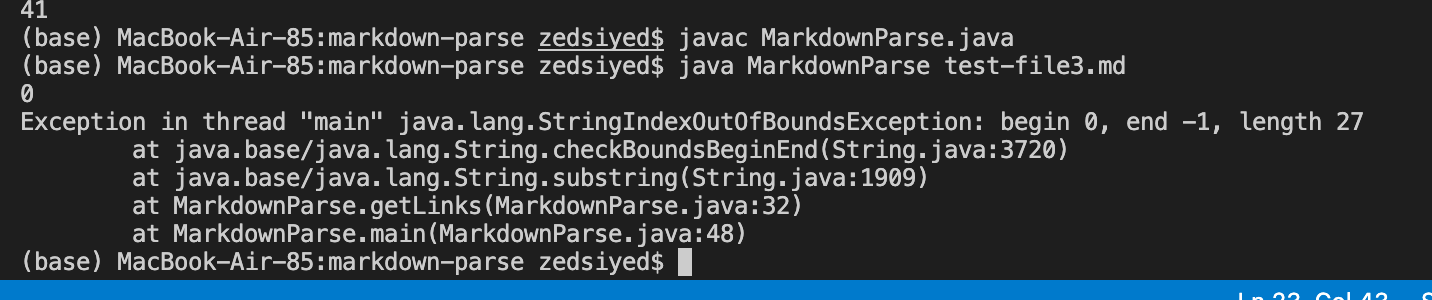 41
(base) MacBook-Air-85:markdown-parse zedsiyed$ javac MarkdownParse.java
(base) MacBook-Air-85:markdown-parse zedsiyed$ java MarkdownParse test-file3.md
0
Exception in thread "main" java.lang.StringIndexOutOfBoundsException: begin 0, end -1, length 27
        at java.base/java.lang.String.checkBoundsBeginEnd(String.java:3720)
        at java.base/java.lang.String.substring(String.java:1909)
        at MarkdownParse.getLinks(MarkdownParse.java:32)
        at MarkdownParse.main(MarkdownParse.java:48)
(base) MacBook-Air-85:markdown-parse zedsiyed$